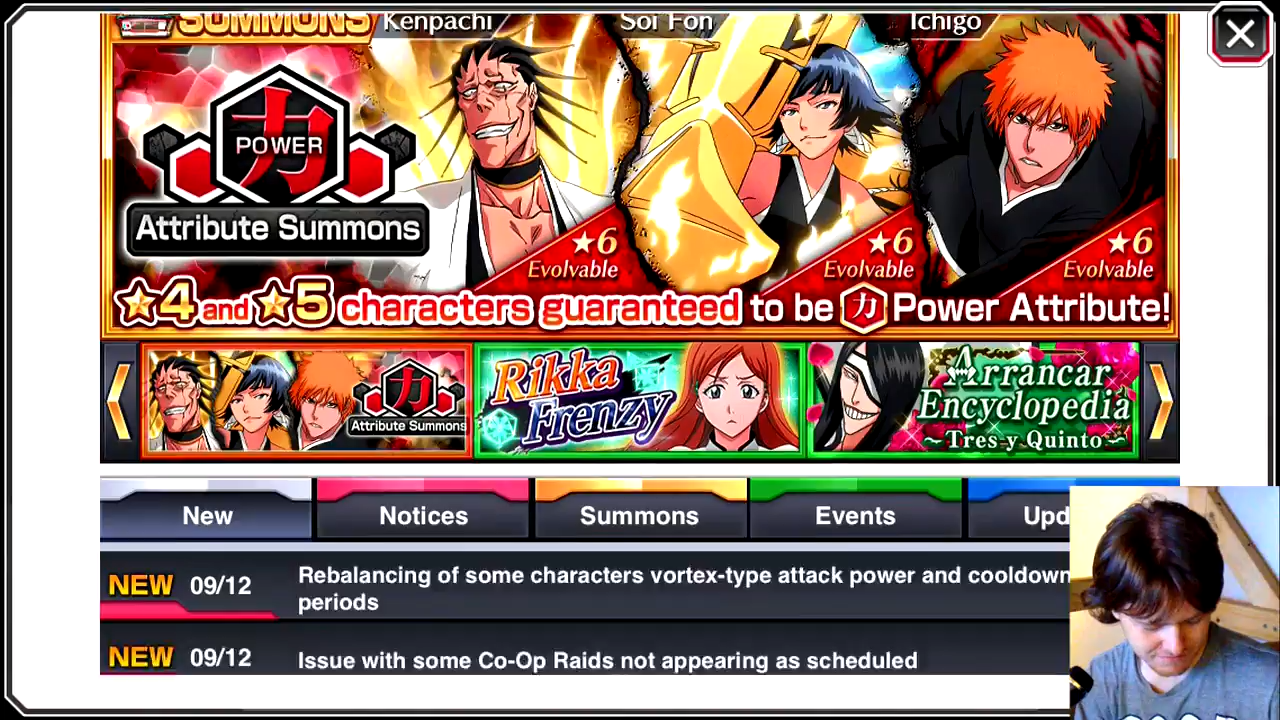 SUMMONS
Kenpachi
Soi Fon
Ichigo
力
POWER
Attribute Summons
★6
Evolvable
★6
Evolvable
★6
Evolvable
★4 and ★5 characters guaranteed to be 力 Power Attribute!
力
Attribute Summons
Rikka
Frenzy
Arrancar
Encyclopedia
~Tres y Quinto~
New
Notices
Summons
Events
NEW 09/12
Rebalancing of some characters vortex-type attack power and cooldown
periods
NEW 09/12
Issue with some Co-Op Raids not appearing as scheduled